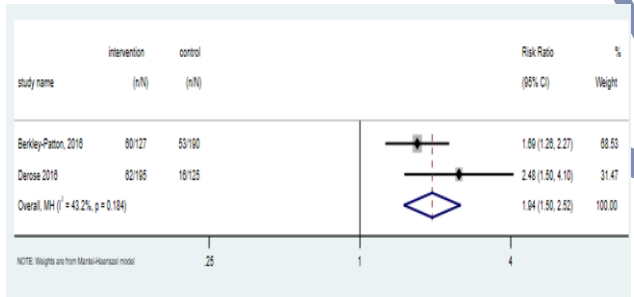 intervention control Risk Ratio %
study name (n/N) (n/N) (95% CI) Weight
Berkley-Patton, 2016 60/127 53/190 1.69 (1.26, 2.27) 68.53
Derose 2016 62/195 16/125 2.48 (1.50, 4.10) 31.47
Overall, MH (I² = 43.2%, p = 0.184) 1.94 (1.50, 2.52) 100.00
.25 1 4
NOTE: Weights are from Mantel-Haenszel model